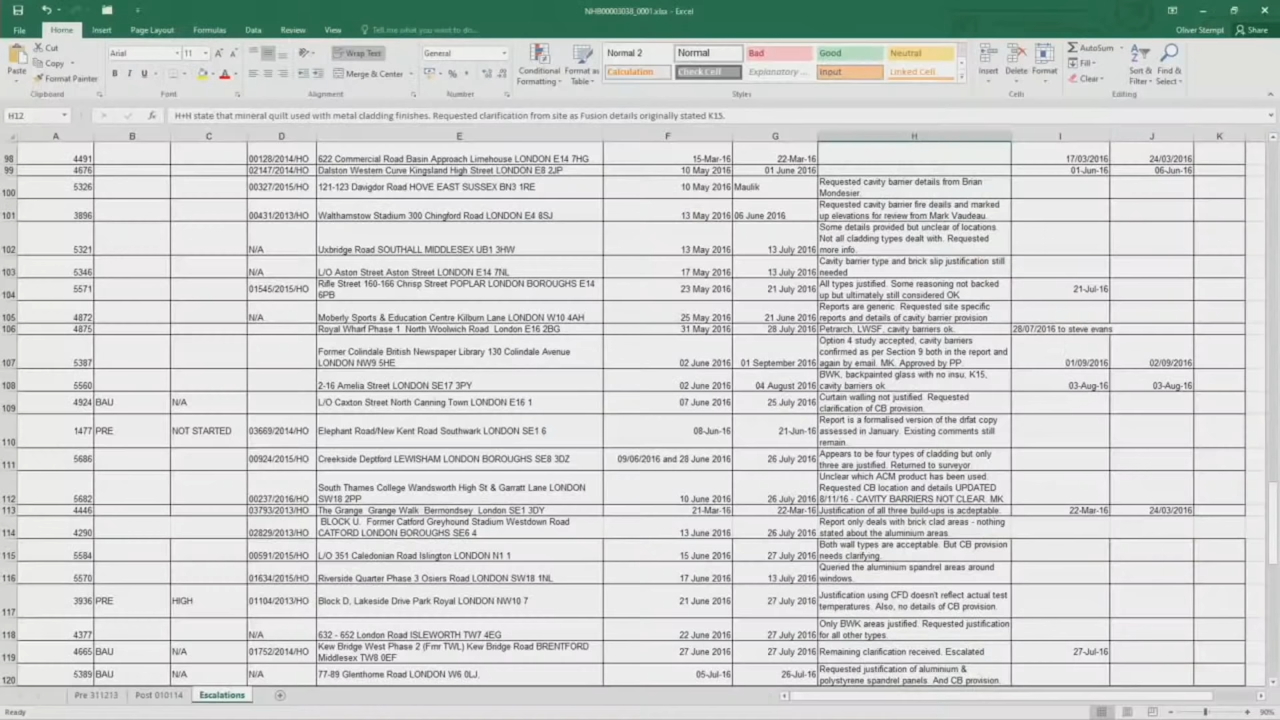 NHB00003038_0001.xlsx - Excel
File Home Insert Page Layout Formulas Data Review View Tell me what you want to do... Oliver Stempt Share
Paste Cut Copy Format Painter Clipboard
Arial 11 B I U Font
Wrap Text Merge & Center Alignment
General % Number
Conditional Formatting Format as Table
Normal 2 Normal Bad Good Neutral
Calculation Check Cell Explanatory ... Input Linked Cell
Styles
Insert Delete Format Cells
AutoSum Fill Clear Sort & Filter Find & Select Editing
H12 fx H+H state that mineral quilt used with metal cladding finishes. Requested clarification from site as Fusion details originally stated K15.
A B C D E F G H I J K
98 4491 00128/2014/HO 622 Commercial Road Basin Approach Limehouse LONDON E14 7HG 15-Mar-16 22-Mar-16 17/03/2016 24/03/2016
99 4676 02147/2014/HO Dalston Western Curve Kingsland High Street LONDON E8 2JP 10 May 2016 01 June 2016 01-Jun-16 06-Jun-16
100 5326 00327/2015/HO 121-123 Davigdor Road HOVE EAST SUSSEX BN3 1RE 10 May 2016 Maulik Requested cavity barrier details from Brian
Mondesier.
101 3896 00431/2013/HO Walthamstow Stadium 300 Chingford Road LONDON E4 8SJ 13 May 2016 06 June 2016 Requested cavity barrier fire deails and marked
up elevations for review from Mark Vaudeau.
102 5321 N/A Uxbridge Road SOUTHALL MIDDLESEX UB1 3HW 13 May 2016 13 July 2016 Some details provided but unclear of locations.
Not all cladding types dealt with. Requested
more info.
103 5346 N/A L/O Aston Street Aston Street LONDON E14 7NL 17 May 2016 13 July 2016 Cavity barrier type and brick slip justification still
needed
104 5571 01545/2015/HO Rifle Street 160-166 Chrisp Street POPLAR LONDON BOROUGHS E14
6PB 23 May 2016 21 July 2016 All types justified. Some reasoning not backed
up but ultimately still considered OK 21-Jul-16
105 4872 N/A Moberly Sports & Education Centre Kilburn Lane LONDON W10 4AH 25 May 2016 21 June 2016 Reports are generic. Requested site specific
reports and details of cavity barrier provision
106 4875 Royal Wharf Phase 1 North Woolwich Road London E16 2BG 31 May 2016 28 July 2016 Petrarch, LWSF, cavity barriers ok. 28/07/2016 to steve evans
107 5387 Former Colindale British Newspaper Library 130 Colindale Avenue
LONDON NW9 5HE 02 June 2016 01 September 2016 Option 4 study accepted, cavity barriers
confirmed as per Section 9 both in the report and
again by email. MK. Approved by PP. 01/09/2016 02/09/2016
108 5560 2-16 Amelia Street LONDON SE17 3PY 02 June 2016 04 August 2016 BWK, backpainted glass with no insu, K15,
cavity barriers ok. 03-Aug-16 03-Aug-16
109 4924 BAU N/A L/O Caxton Street North Canning Town LONDON E16 1 07 June 2016 25 July 2016 Curtain walling not justified. Requested
clarification of CB provision.
110 1477 PRE NOT STARTED 03689/2014/HO Elephant Road/New Kent Road Southwark LONDON SE1 6 08-Jun-16 21-Jun-16 Report is a formalised version of the drfat copy
assessed in January. Existing comments still
remain.
111 5686 00924/2015/HO Creekside Deptford LEWISHAM LONDON BOROUGHS SE8 3DZ 09/06/2016 and 28 June 2016 26 July 2016 Appears to be four types of cladding but only
three are justified. Returned to surveyor.
112 5682 00237/2016/HO South Thames College Wandsworth High St & Garratt Lane LONDON
SW18 2PP 10 June 2016 26 July 2016 Unclear which ACM product has been used.
Requested CB location and details UPDATED
8/11/16 - CAVITY BARRIERS NOT CLEAR. MK
113 4446 03793/2013/HO The Grange Grange Walk Bermondsey London SE1 3DY 21-Mar-16 22-Mar-16 Justification of all three build-ups is acdeptable. 22-Mar-16 24/03/2016
114 4290 02829/2013/HO BLOCK U. Former Catford Greyhound Stadium Westdown Road
CATFORD LONDON BOROUGHS SE6 4 13 June 2016 26 July 2016 Report only deals with brick clad areas - nothing
stated about the aluminium areas.
115 5584 00591/2015/HO L/O 351 Caledonian Road Islington LONDON N1 1 15 June 2016 27 July 2016 Both wall types are acceptable. But CB provision
needs clarifying.
116 5570 01634/2015/HO Riverside Quarter Phase 3 Osiers Road LONDON SW18 1NL 17 June 2016 13 July 2016 Queried the aluminium spandrel areas around
windows.
117 3936 PRE HIGH 01104/2013/HO Block D, Lakeside Drive Park Royal LONDON NW10 7 21 June 2016 27 July 2016 Justification using CFD doesn't reflect actual test
temperatures. Also, no details of CB provision.
118 4377 N/A 632 - 652 London Road ISLEWORTH TW7 4EG 22 June 2016 27 July 2016 Only BWK areas justified. Requested justification
for all other types.
119 4665 BAU N/A 01752/2014/HO Kew Bridge West Phase 2 (Fmr TWL) Kew Bridge Road BRENTFORD
Middlesex TW8 0EF 27 June 2016 27 July 2016 Remaining clarification received. Escalated 27-Jul-16
120 5389 BAU N/A N/A 77-89 Glenthorne Road LONDON W6 0LJ. 05-Jul-16 26-Jul-16 Requested justification of aluminium &
polystyrene spandrel panels. And CB provision.
Pre 311213 Post 010114 Escalations
Ready 90%